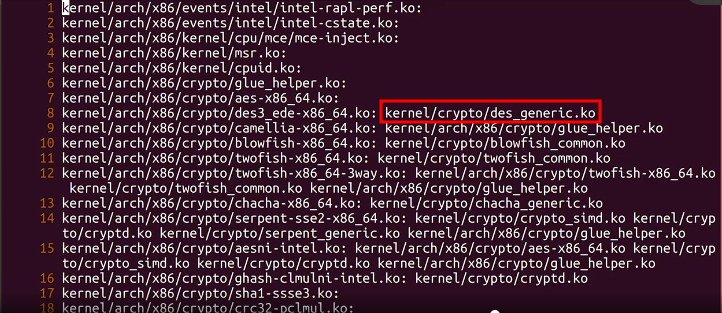 1 kernel/arch/x86/events/intel/intel-rapl-perf.ko:
2 kernel/arch/x86/events/intel/intel-cstate.ko:
3 kernel/arch/x86/kernel/cpu/mce/mce-inject.ko:
4 kernel/arch/x86/kernel/msr.ko:
5 kernel/arch/x86/kernel/cpuid.ko:
6 kernel/arch/x86/crypto/glue_helper.ko:
7 kernel/arch/x86/crypto/aes-x86_64.ko:
8 kernel/arch/x86/crypto/des3_ede-x86_64.ko: kernel/crypto/des_generic.ko
9 kernel/arch/x86/crypto/camellia-x86_64.ko: kernel/arch/x86/crypto/glue_helper.ko
10 kernel/arch/x86/crypto/blowfish-x86_64.ko: kernel/crypto/blowfish_common.ko
11 kernel/arch/x86/crypto/twofish-x86_64.ko: kernel/crypto/twofish_common.ko
12 kernel/arch/x86/crypto/twofish-x86_64-3way.ko: kernel/arch/x86/crypto/twofish-x86_64.ko
kernel/crypto/twofish_common.ko kernel/arch/x86/crypto/glue_helper.ko
13 kernel/arch/x86/crypto/chacha-x86_64.ko: kernel/crypto/chacha_generic.ko
14 kernel/arch/x86/crypto/serpent-sse2-x86_64.ko: kernel/crypto/crypto_simd.ko kernel/cryp
to/cryptd.ko kernel/crypto/serpent_generic.ko kernel/arch/x86/crypto/glue_helper.ko
15 kernel/arch/x86/crypto/aesni-intel.ko: kernel/arch/x86/crypto/aes-x86_64.ko kernel/cryp
to/crypto_simd.ko kernel/crypto/cryptd.ko kernel/arch/x86/crypto/glue_helper.ko
16 kernel/arch/x86/crypto/ghash-clmulni-intel.ko: kernel/crypto/cryptd.ko
17 kernel/arch/x86/crypto/sha1-ssse3.ko:
18 kernel/arch/x86/crypto/crc32-pclmul.ko: